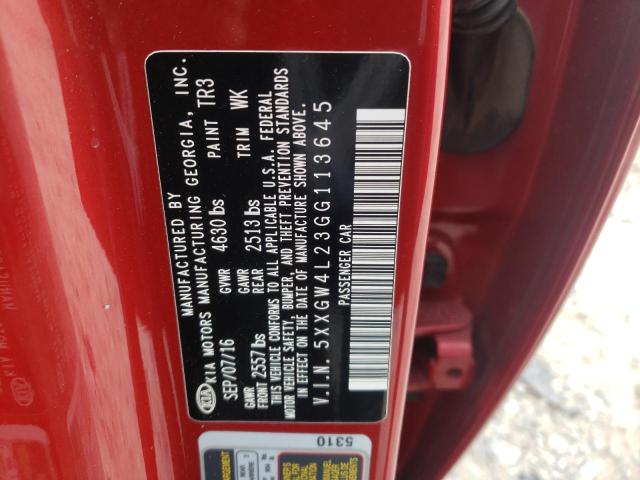 MANUFACTURED BY
KIA KIA MOTORS MANUFACTURING GEORGIA, INC.
SEP/07/16 GVWR 4630 lbs PAINT TR3
GAWR FRONT 2557 lbs GAWR REAR 2513 lbs TRIM WK
THIS VEHICLE CONFORMS TO ALL APPLICABLE U.S.A. FEDERAL
MOTOR VEHICLE SAFETY, BUMPER, AND THEFT PREVENTION STANDARDS
IN EFFECT ON THE DATE OF MANUFACTURE SHOWN ABOVE.
V.I.N. 5XXGW4L23GG113645
PASSENGER CAR
5310